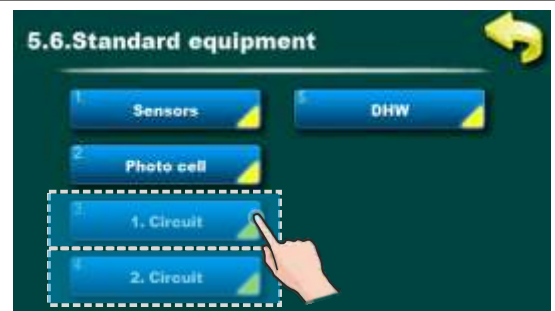 5.6.Standard equipment
1. Sensors
5. DHW
2. Photo cell
3. 1. Circuit
4. 2. Circuit